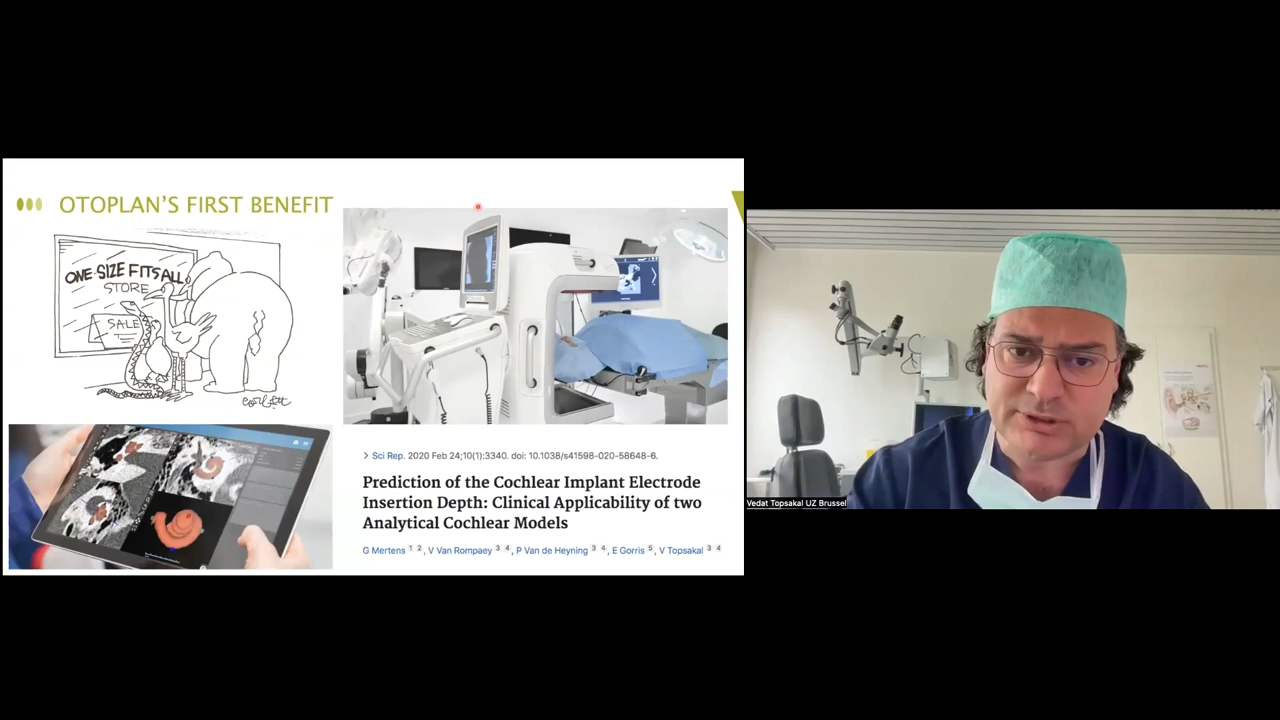 OTOPLAN'S FIRST BENEFIT
ONE SIZE FITS ALL
STORE
SALE
Sci Rep. 2020 Feb 24;10(1):3340. doi: 10.1038/s41598-020-58648-6.
Prediction of the Cochlear Implant Electrode
Insertion Depth: Clinical Applicability of two
Analytical Cochlear Models
G Mertens 1 2, V Van Rompaey 3 4, P Van de Heyning 3 4, E Gorris 5, V Topsakal 3 4
Vedat Topsakal UZ Brussel